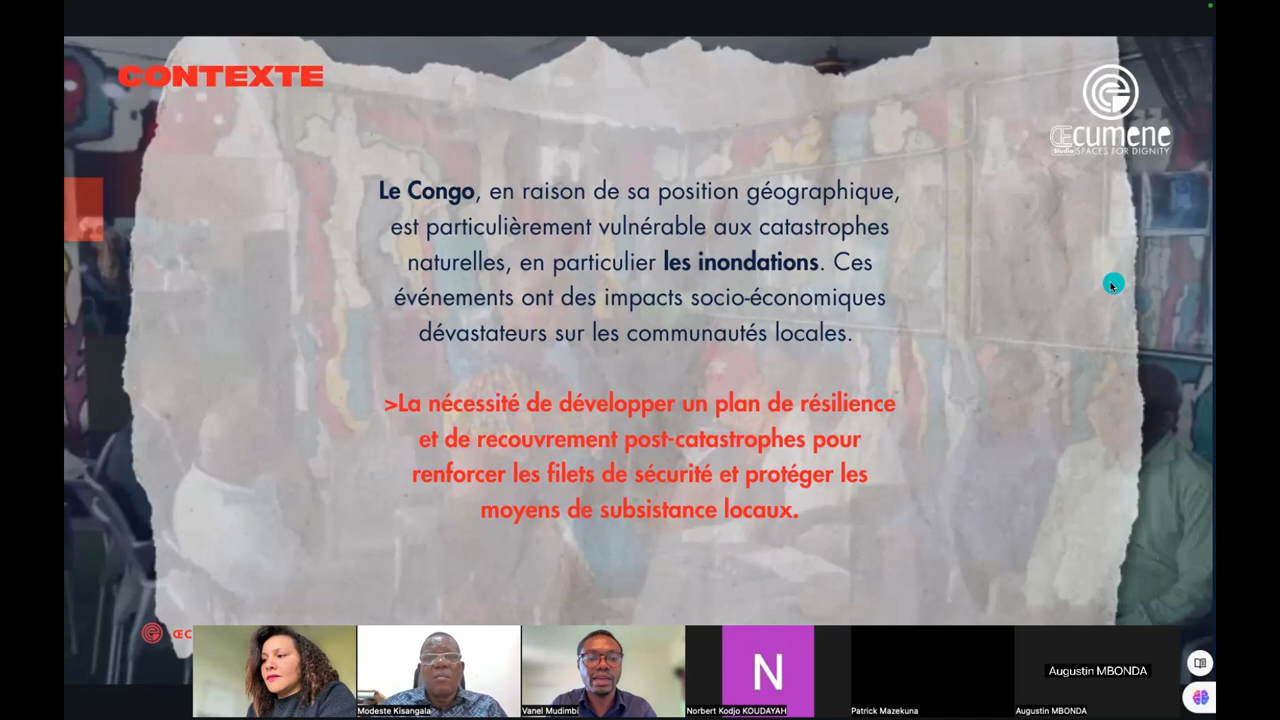 CONTEXTE
ŒCUMENE
Studio SPACES FOR DIGNITY
Le Congo, en raison de sa position géographique,
est particulièrement vulnérable aux catastrophes
naturelles, en particulier les inondations. Ces
événements ont des impacts socio-économiques
dévastateurs sur les communautés locales.
>La nécessité de développer un plan de résilience
et de recouvrement post-catastrophes pour
renforcer les filets de sécurité et protéger les
moyens de subsistance locaux.
ŒC
N
Augustin MBONDA
Modeste Kisangala
Vanel Mudimbi
Norbert Kodjo KOUDAYAH
Patrick Mazekuna
Augustin MBONDA